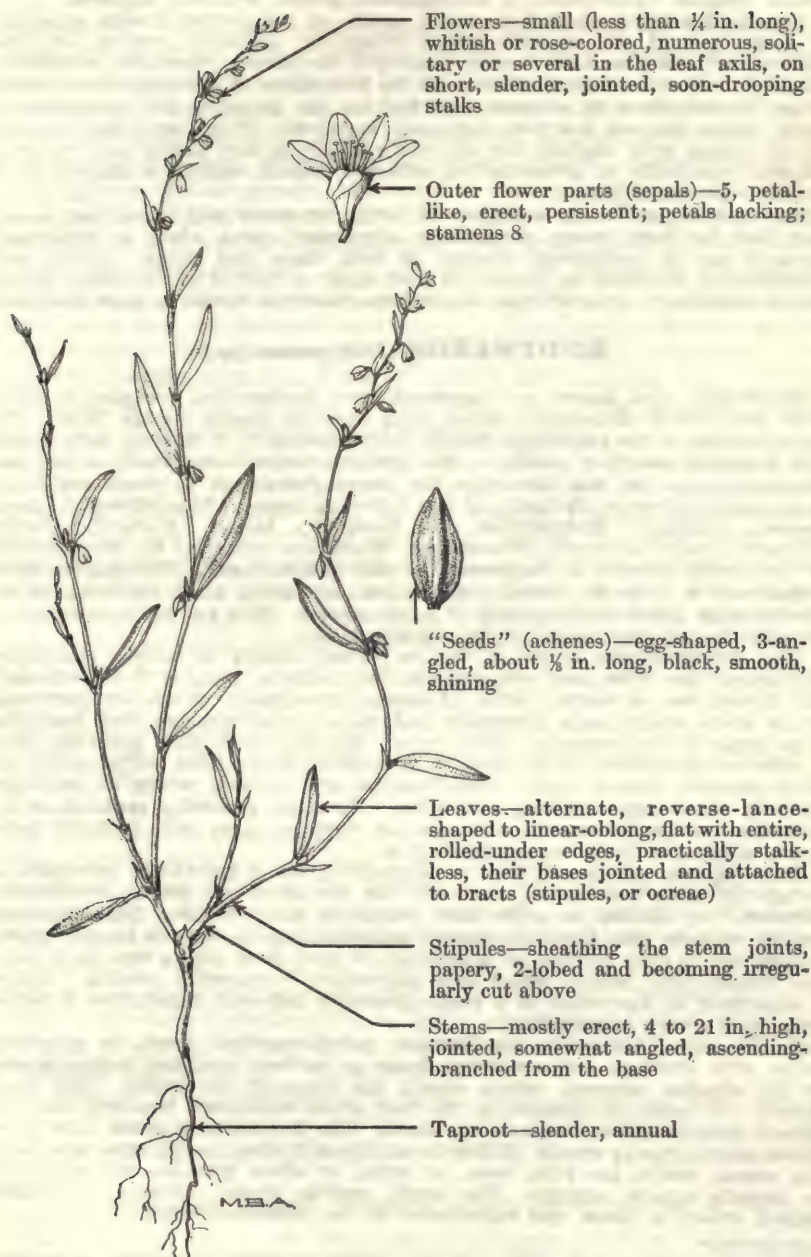 Flowers—small (less than ¼ in. long),
whitish or rose-colored, numerous, soli-
tary or several in the leaf axils, on
short, slender, jointed, soon-drooping
stalks
Outer flower parts (sepals)—5, petal-
like, erect, persistent; petals lacking;
stamens 8
"Seeds" (achenes)—egg-shaped, 3-an-
gled, about ⅛ in. long, black, smooth,
shining
Leaves—alternate, reverse-lance-
shaped to linear-oblong, flat with entire,
rolled-under edges, practically stalk-
less, their bases jointed and attached
to bracts (stipules, or ocreae)
Stipules—sheathing the stem joints,
papery, 2-lobed and becoming irregu-
larly cut above
Stems—mostly erect, 4 to 21 in. high,
jointed, somewhat angled, ascending-
branched from the base
Taproot—slender, annual
M.B.A.